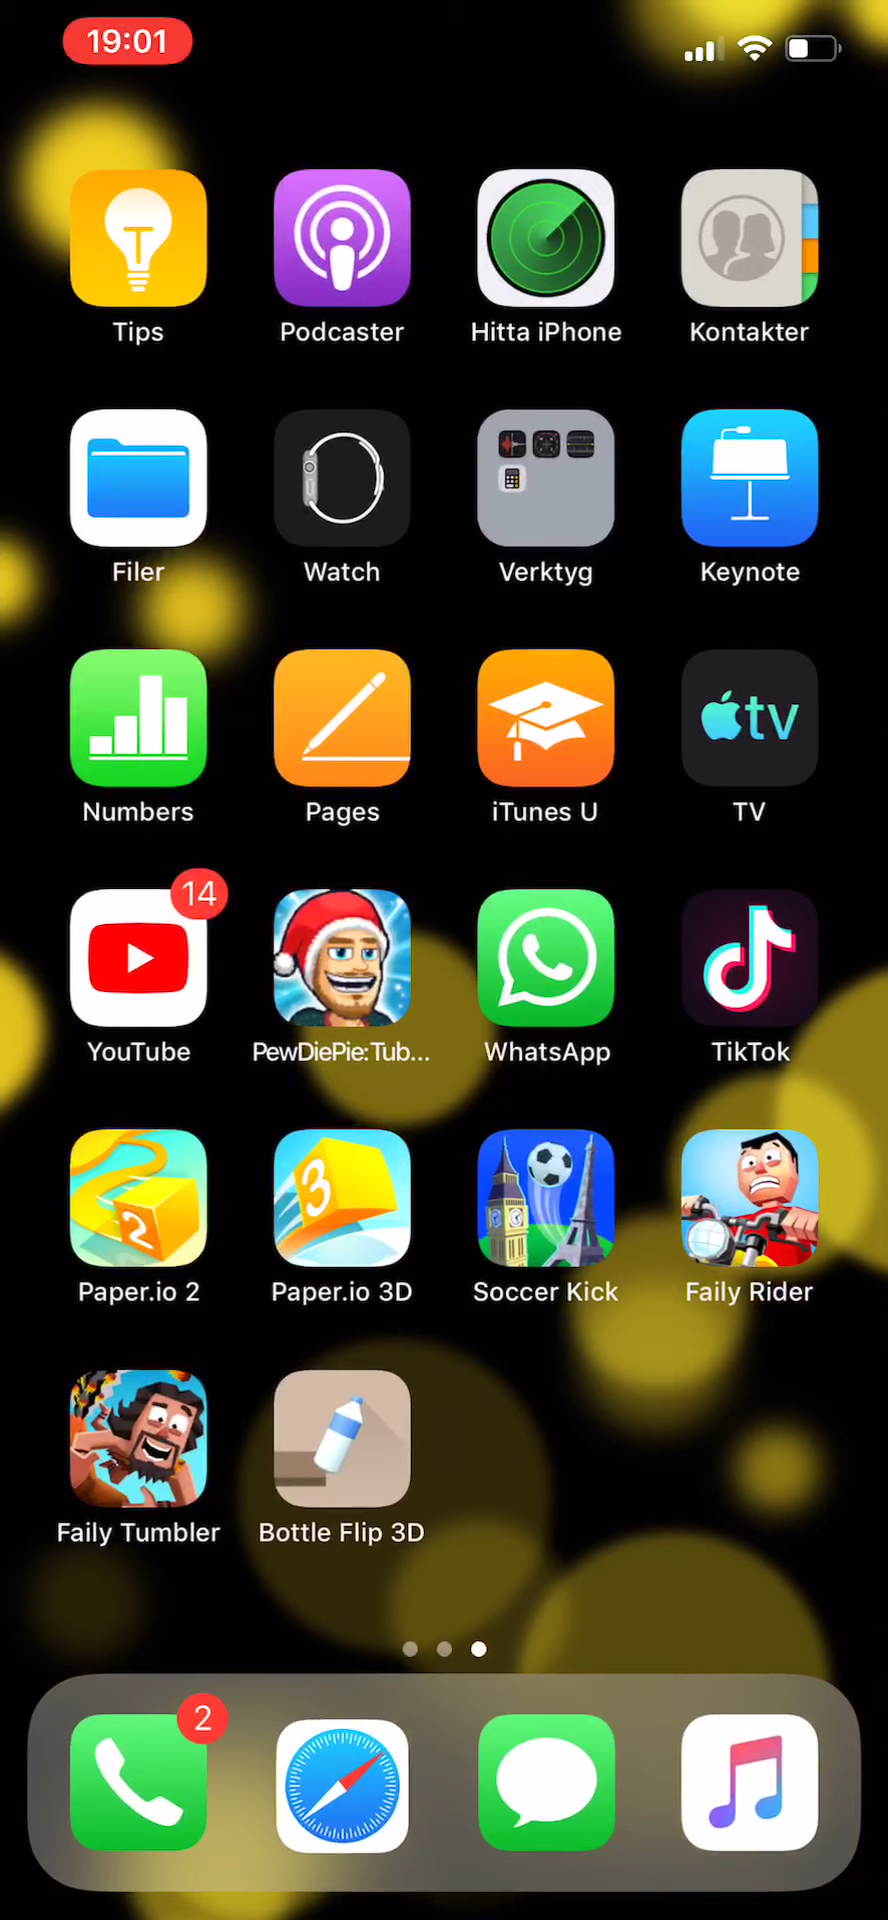 19:01
Tips Podcaster Hitta iPhone Kontakter
Filer Watch Verktyg Keynote
tv
Numbers Pages iTunes U TV
14
YouTube PewDiePie: Tub... WhatsApp TikTok
2 3
Paper.io 2 Paper.io 3D Soccer Kick Faily Rider
Faily Tumbler Bottle Flip 3D
2